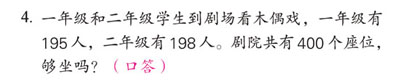 4. 一年级和二年级学生到剧场看木偶戏，一年级有
195人，二年级有198人。剧院共有400个座位，
够坐吗？（口答）